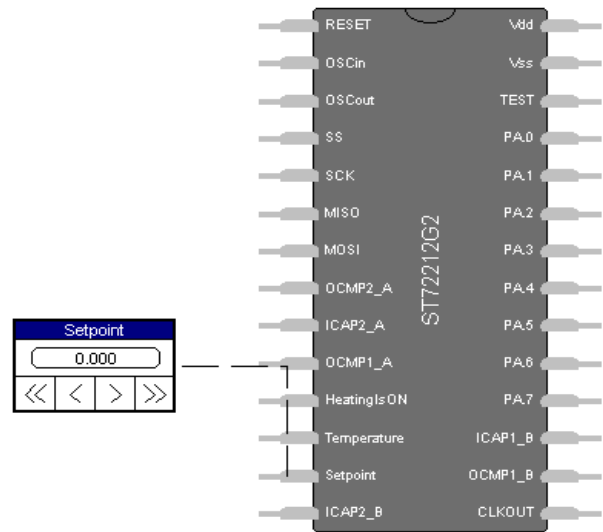 RESET
OSCin
OSCout
SS
SCK
MISO
MOSI
OCMP2_A
ICAP2_A
OCMP1_A
HeatingIsON
Temperature
Setpoint
ICAP2_B
ST72212G2
Vdd
Vss
TEST
PA.0
PA.1
PA.2
PA.3
PA.4
PA.5
PA.6
PA.7
ICAP1_B
OCMP1_B
CLKOUT
Setpoint
0.000
<< < > >>